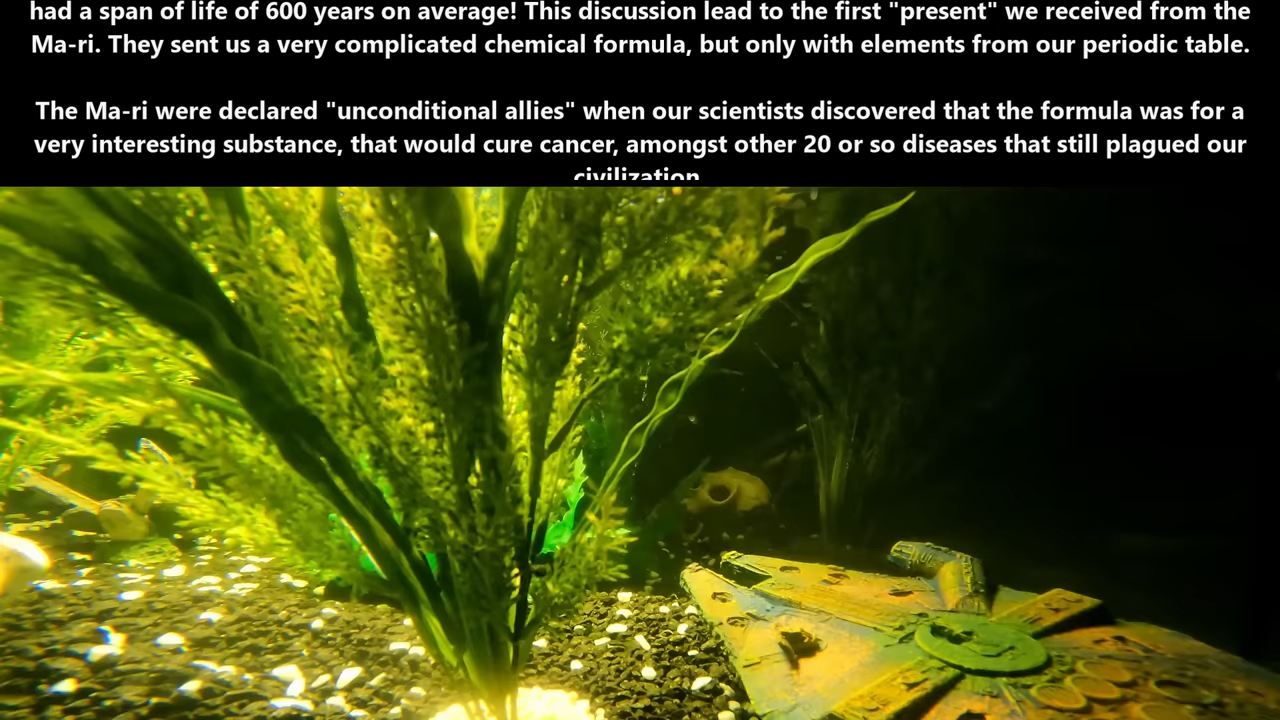 had a span of life of 600 years on average! This discussion lead to the first "present" we received from the
Ma-ri. They sent us a very complicated chemical formula, but only with elements from our periodic table.
The Ma-ri were declared "unconditional allies" when our scientists discovered that the formula was for a
very interesting substance, that would cure cancer, amongst other 20 or so diseases that still plagued our
civilization